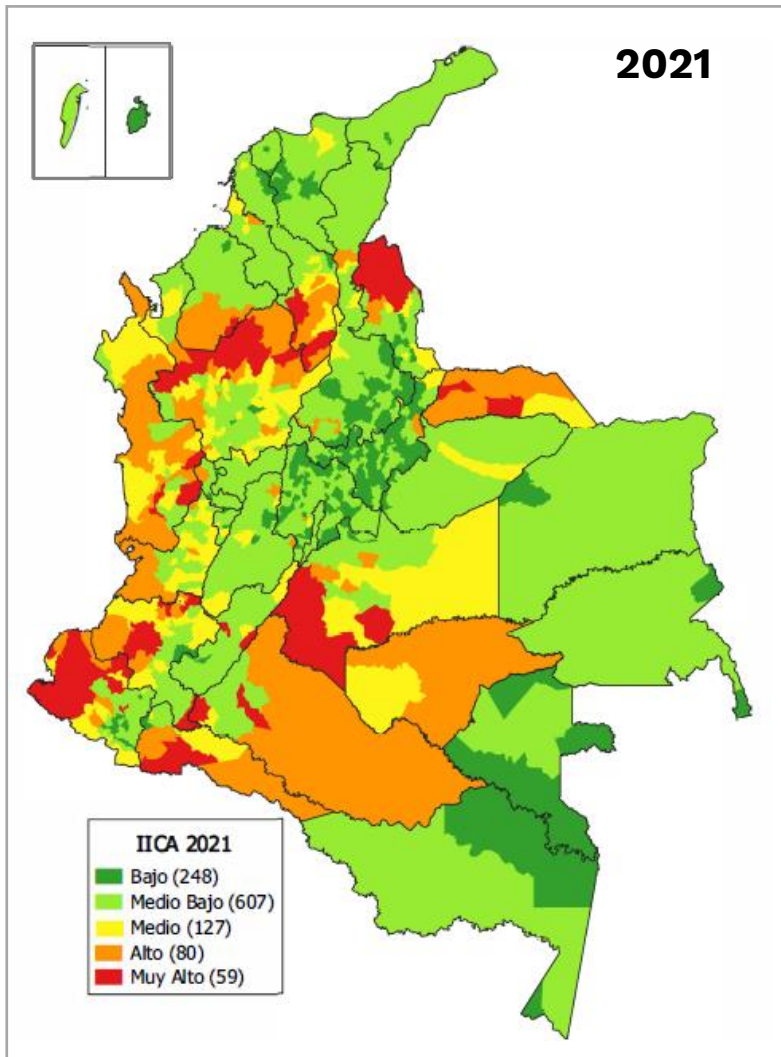 2021
IICA 2021
Bajo (248)
Medio Bajo (607)
Medio (127)
Alto (80)
Muy Alto (59)